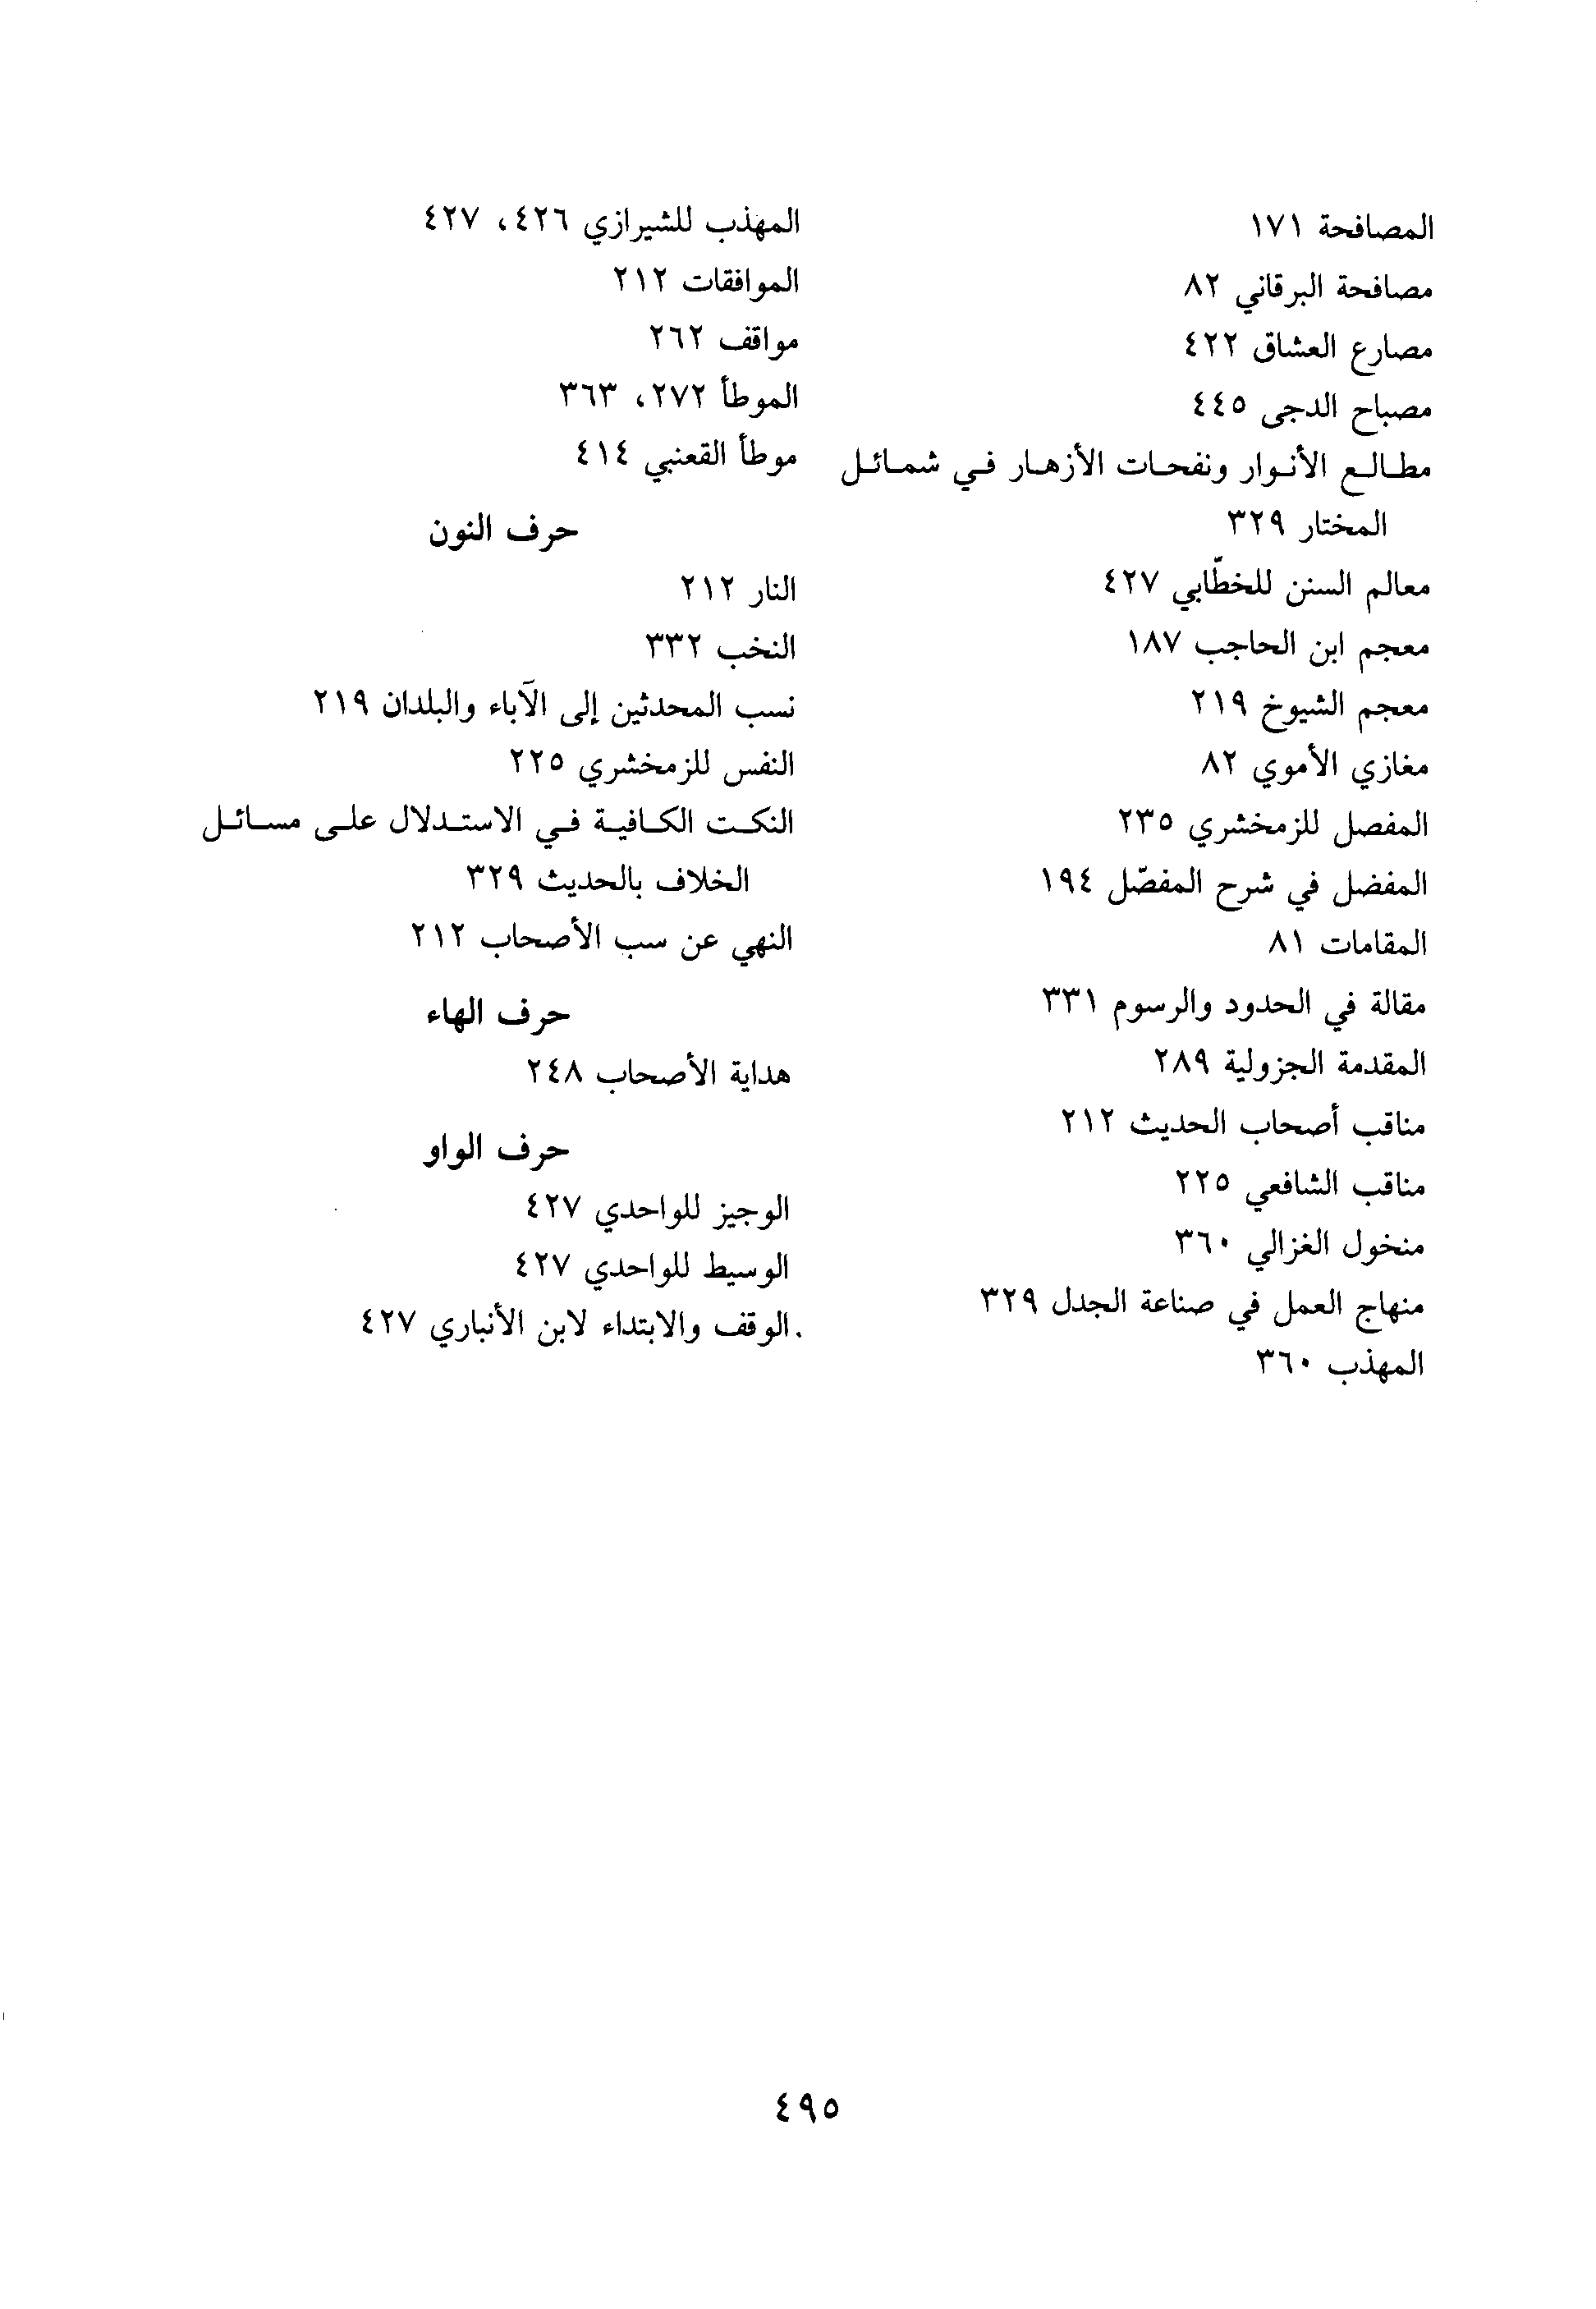 المصافحة ١٧١
مصافحة البرقاني ٨٢
مصارع العشاق ٤٢٢
مصباح الدجى ٤٤٥
مطالع الأنوار ونفحات الأزهار في شمائل
المختار ٣٢٩
معالم السنن للخطّابي ٤٢٧
معجم ابن الحاجب ١٨٧
معجم الشيوخ ٢١٩
مغازي الأموي ٨٢
المفصل للزمخشري ٢٣٥
المفضل في شرح المفصّل ١٩٤
المقامات ٨١
مقالة في الحدود والرسوم ٣٣١
المقدمة الجزولية ٢٨٩
مناقب أصحاب الحديث ٢١٢
مناقب الشافعي ٢٢٥
منخول الغزالي ٣٦٠
منهاج العمل في صناعة الجدل ٣٢٩
المهذب ٣٦٠
المهذب للشيرازي ٤٢٦، ٤٢٧
الموافقات ٢١٢
مواقف ٢٦٢
الموطأ ٢٧٢، ٣٦٣
موطأ القعنبي ٤١٤
حرف النون
النار ٢١٢
النخب ٣٣٢
نسب المحدثين إلى الآباء والبلدان ٢١٩
النفس للزمخشري ٢٢٥
النكت الكافية في الاستدلال على مسائل
الخلاف بالحديث ٣٢٩
النهي عن سب الأصحاب ٢١٢
حرف الهاء
هداية الأصحاب ٢٤٨
حرف الواو
الوجيز للواحدي ٤٢٧
الوسيط للواحدي ٤٢٧
الوقف والابتداء لابن الأنباري ٤٢٧
٤٩٥